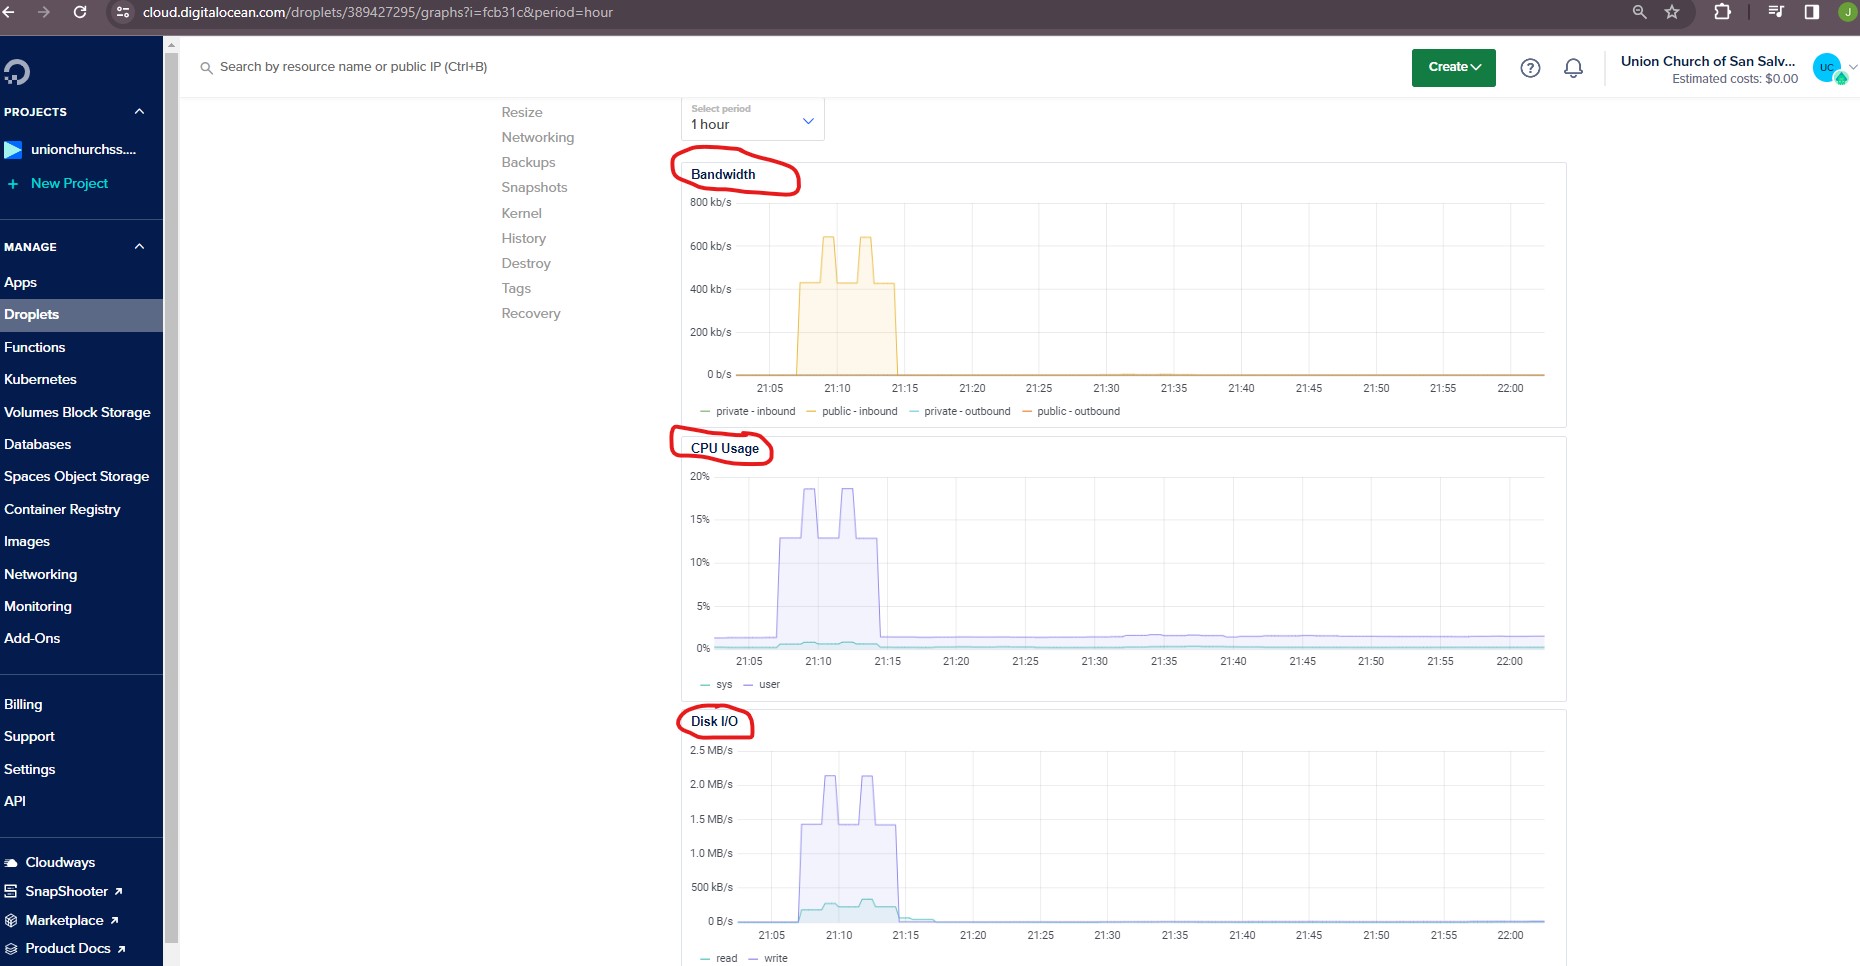 cloud.digitalocean.com/droplets/389427295/graphs?i=fcb31c&period=hour
J
Search by resource name or public IP (Ctrl+B)
Create
Union Church of San Salv...
Estimated costs: $0.00
UC
PROJECTS
unionchurchss....
+ New Project
MANAGE
Apps
Droplets
Functions
Kubernetes
Volumes Block Storage
Databases
Spaces Object Storage
Container Registry
Images
Networking
Monitoring
Add-Ons
Billing
Support
Settings
API
Cloudways
SnapShooter
Marketplace
Product Docs
Resize
Networking
Backups
Snapshots
Kernel
History
Destroy
Tags
Recovery
Select period
1 hour
Bandwidth
800 kb/s
600 kb/s
400 kb/s
200 kb/s
0 b/s
21:05 21:10 21:15 21:20 21:25 21:30 21:35 21:40 21:45 21:50 21:55 22:00
private - inbound public - inbound private - outbound public - outbound
CPU Usage
20%
15%
10%
5%
0%
21:05 21:10 21:15 21:20 21:25 21:30 21:35 21:40 21:45 21:50 21:55 22:00
sys user
Disk I/O
2.5 MB/s
2.0 MB/s
1.5 MB/s
1.0 MB/s
500 kB/s
0 B/s
21:05 21:10 21:15 21:20 21:25 21:30 21:35 21:40 21:45 21:50 21:55 22:00
read write